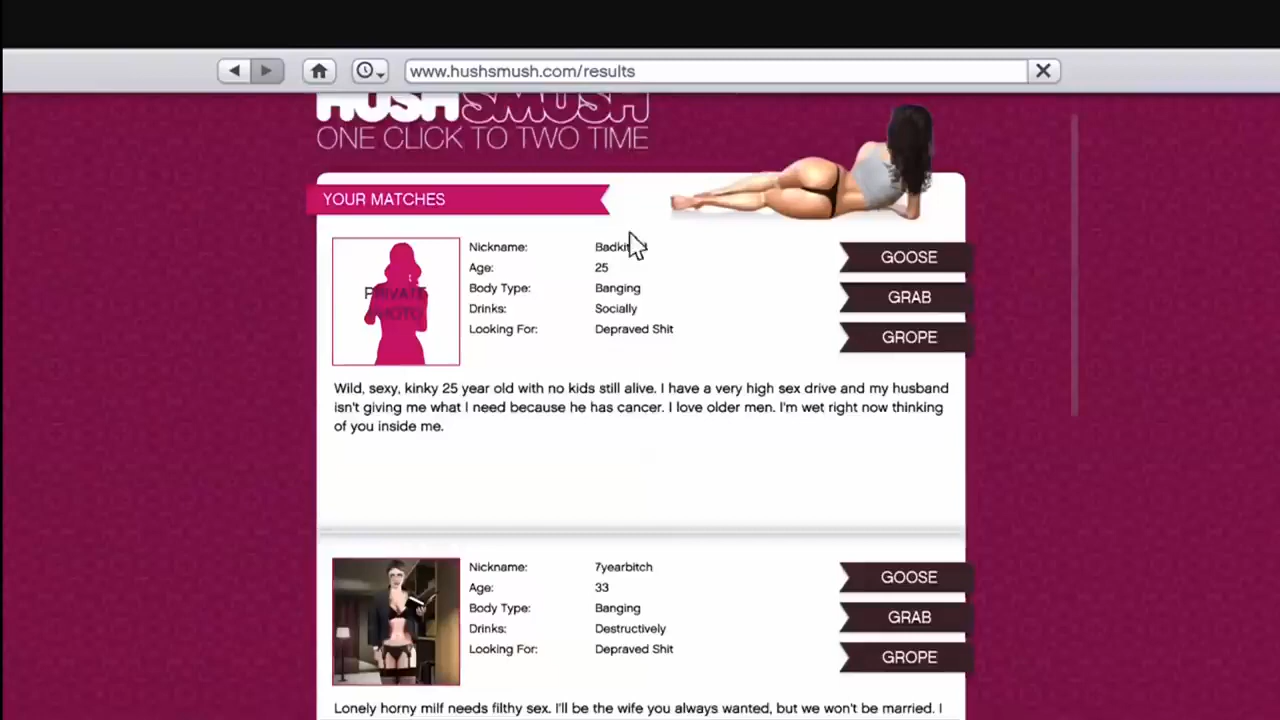 www.hushsmush.com/results
HUSH SMUSH
ONE CLICK TO TWO TIME
YOUR MATCHES
PRIVATE
PHOTO
Nickname:
Age: 25
Body Type: Banging
Drinks: Socially
Looking For: Depraved Shit
GOOSE
GRAB
GROPE
Wild, sexy, kinky 25 year old with no kids still alive. I have a very high sex drive and my husband
isn't giving me what I need because he has cancer. I love older men. I'm wet right now thinking
of you inside me.
Nickname: 7yearbitch
Age: 33
Body Type: Banging
Drinks: Destructively
Looking For: Depraved Shit
GOOSE
GRAB
GROPE
Lonely horny milf needs filthy sex. I'll be the wife you always wanted, but we won't be married. I